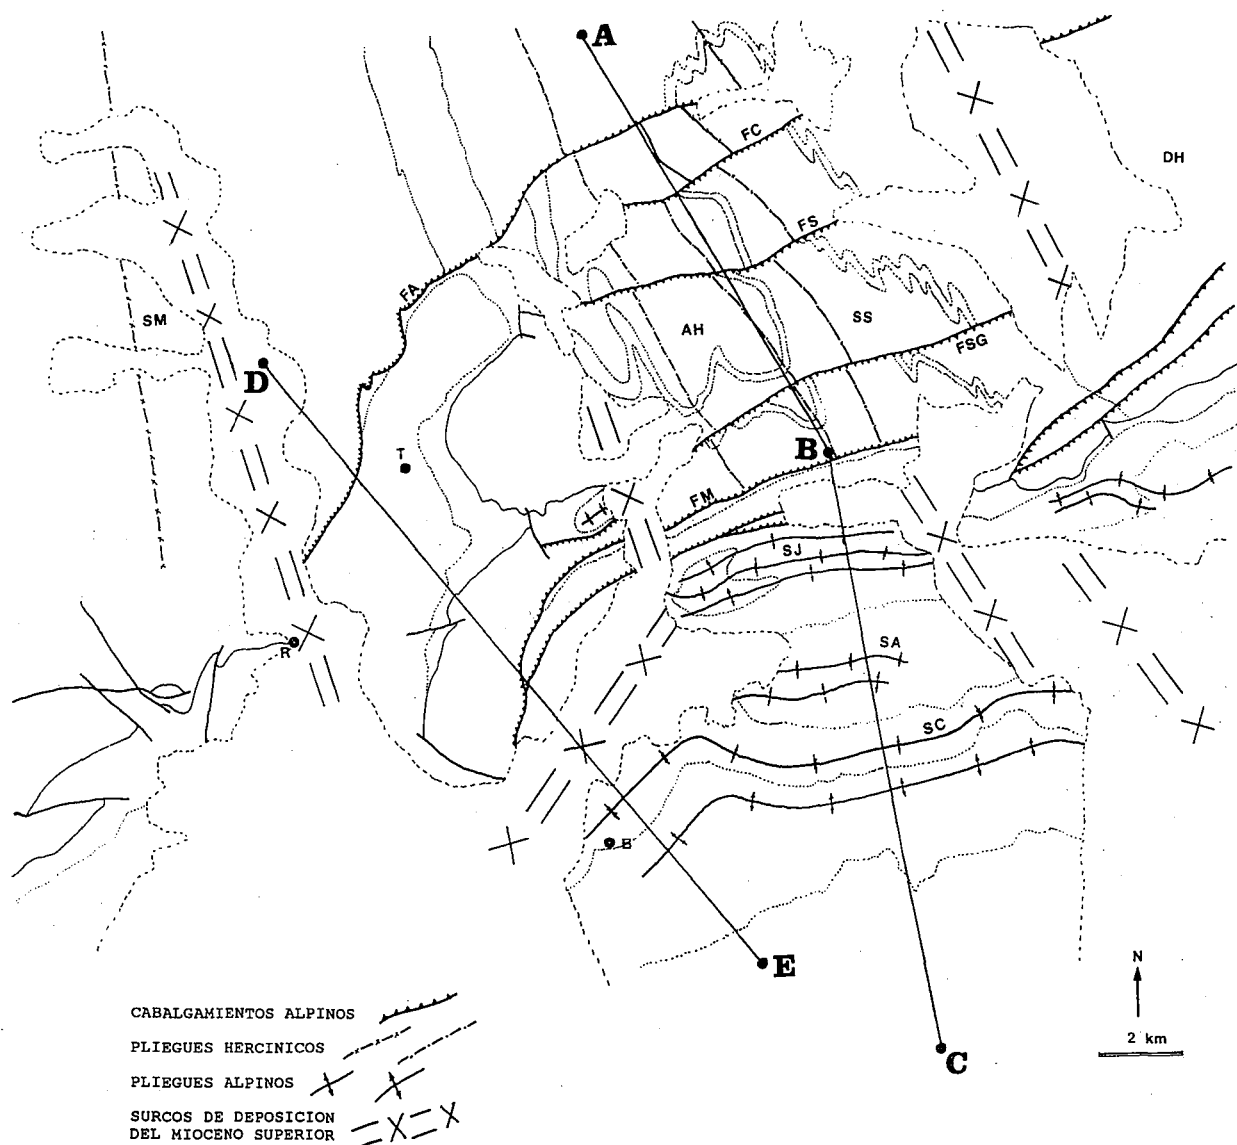 A
FC
DH
FS
FA
SM
AH
SS
FSG
D
B
T
FM
SJ
R
SA
SC
B
E
N
2 km
C
CABALGAMIENTOS ALPINOS
PLIEGUES HERCINICOS
PLIEGUES ALPINOS
SURCOS DE DEPOSICION
DEL MIOCENO SUPERIOR